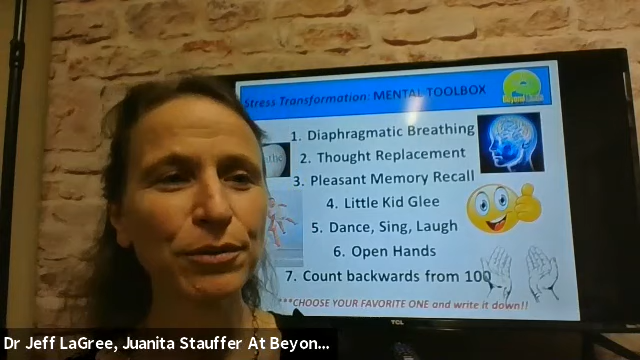 Stress Transformation: MENTAL TOOLBOX
1. Diaphragmatic Breathing
2. Thought Replacement
3. Pleasant Memory Recall
4. Little Kid Glee
5. Dance, Sing, Laugh
6. Open Hands
7. Count backwards from 100
***CHOOSE YOUR FAVORITE ONE and write it down!!
TCL
Dr Jeff LaGree, Juanita Stauffer At Beyon...